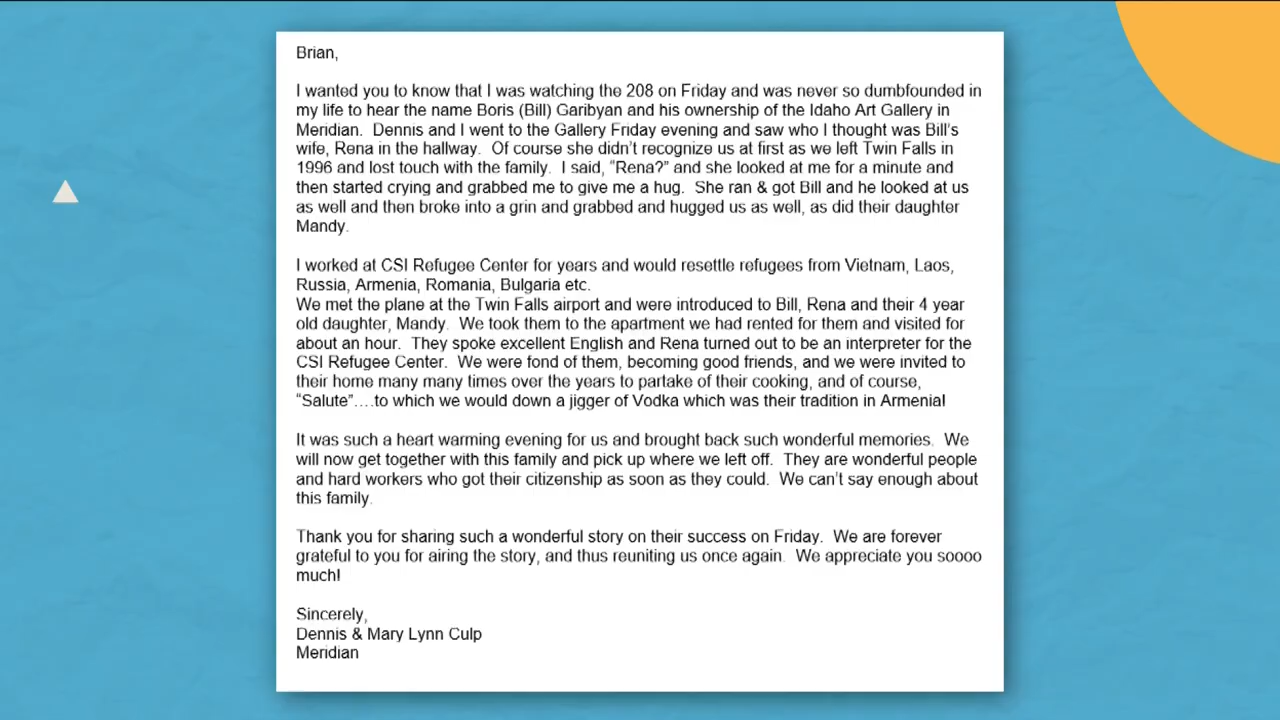 Brian,
I wanted you to know that I was watching the 208 on Friday and was never so dumbfounded in
my life to hear the name Boris (Bill) Garibyan and his ownership of the Idaho Art Gallery in
Meridian.  Dennis and I went to the Gallery Friday evening and saw who I thought was Bill's
wife, Rena in the hallway.  Of course she didn't recognize us at first as we left Twin Falls in
1996 and lost touch with the family.  I said, “Rena?” and she looked at me for a minute and
then started crying and grabbed me to give me a hug.  She ran & got Bill and he looked at us
as well and then broke into a grin and grabbed and hugged us as well, as did their daughter
Mandy.
I worked at CSI Refugee Center for years and would resettle refugees from Vietnam, Laos,
Russia, Armenia, Romania, Bulgaria etc.
We met the plane at the Twin Falls airport and were introduced to Bill, Rena and their 4 year
old daughter, Mandy.  We took them to the apartment we had rented for them and visited for
about an hour.  They spoke excellent English and Rena turned out to be an interpreter for the
CSI Refugee Center.  We were fond of them, becoming good friends, and we were invited to
their home many many times over the years to partake of their cooking, and of course,
“Salute”….to which we would down a jigger of Vodka which was their tradition in Armenia!
It was such a heart warming evening for us and brought back such wonderful memories.  We
will now get together with this family and pick up where we left off.  They are wonderful people
and hard workers who got their citizenship as soon as they could.  We can't say enough about
this family.
Thank you for sharing such a wonderful story on their success on Friday.  We are forever
grateful to you for airing the story, and thus reuniting us once again.  We appreciate you soooo
much!
Sincerely,
Dennis & Mary Lynn Culp
Meridian